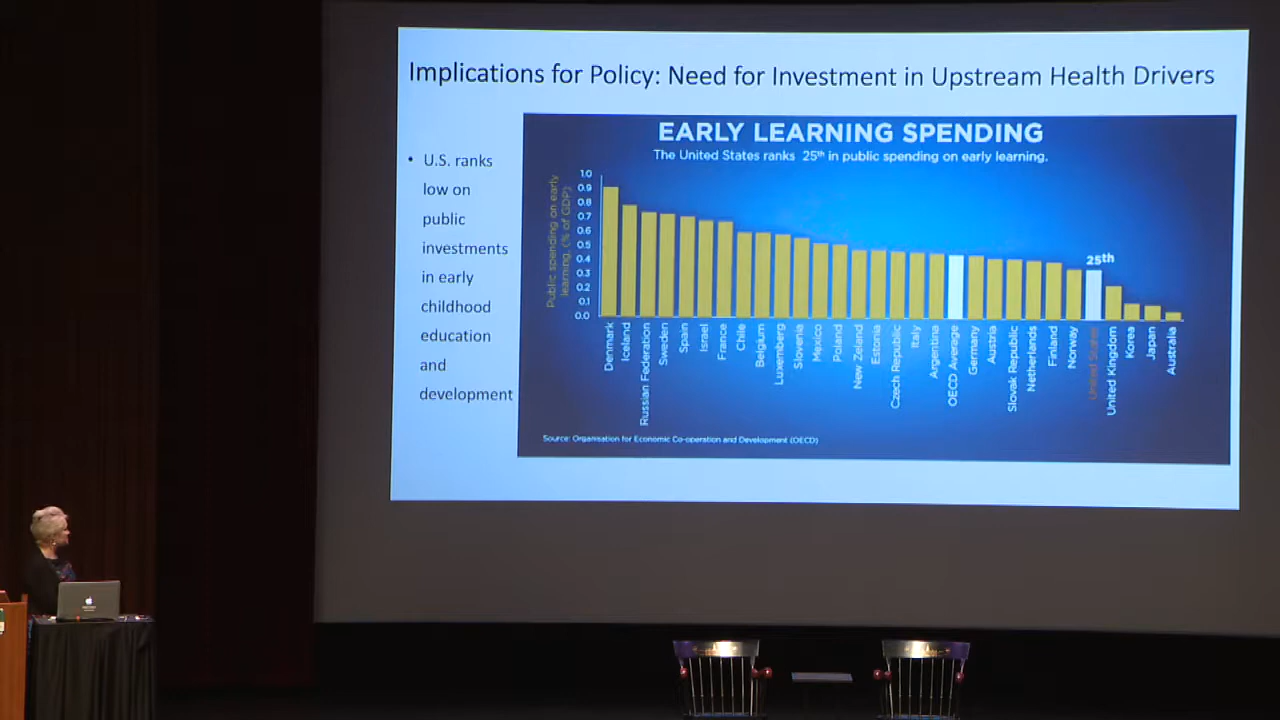 Implications for Policy: Need for Investment in Upstream Health Drivers
• U.S. ranks
low on
public
investments
in early
childhood
education
and
development
EARLY LEARNING SPENDING
The United States ranks 25th in public spending on early learning.
Public spending on early
learning, (% of GDP)
1.0
0.9
0.8
0.7
0.6
0.5
0.4
0.3
0.2
0.1
0.0
25th
Denmark
Iceland
Russian Federation
Sweden
Spain
Israel
France
Chile
Belgium
Luxemberg
Slovenia
Mexico
Poland
New Zeland
Estonia
Czech Republic
Italy
Argentina
OECD Average
Germany
Austria
Slovak Republic
Netherlands
Finland
Norway
United States
United Kingdom
Korea
Japan
Australia
Source: Organisation for Economic Co-operation and Development (OECD)